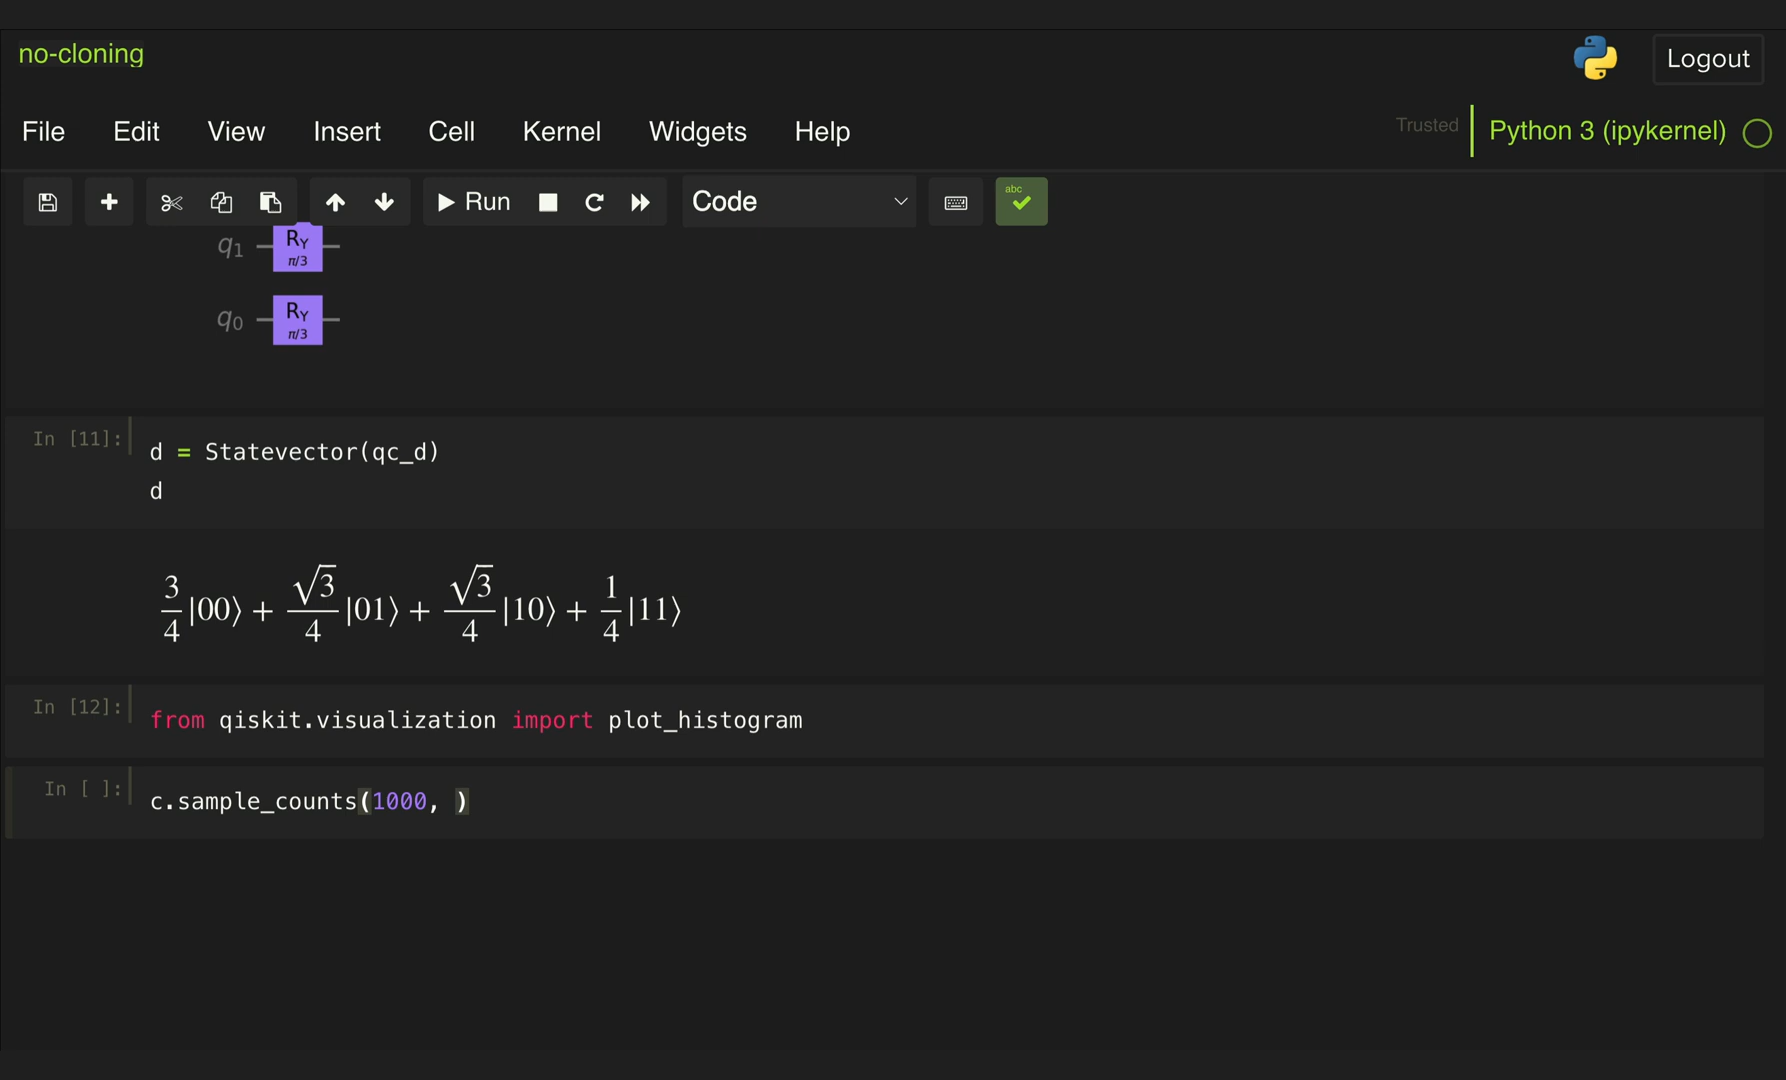 no-cloning
Logout
File Edit View Insert Cell Kernel Widgets Help
Trusted Python 3 (ipykernel)
Run Code abc
q1 RY π/3
q0 RY π/3
In [11]: d = Statevector(qc_d)
d
3/4|00⟩ + √3/4|01⟩ + √3/4|10⟩ + 1/4|11⟩
In [12]: from qiskit.visualization import plot_histogram
In [ ]: c.sample_counts(1000, )